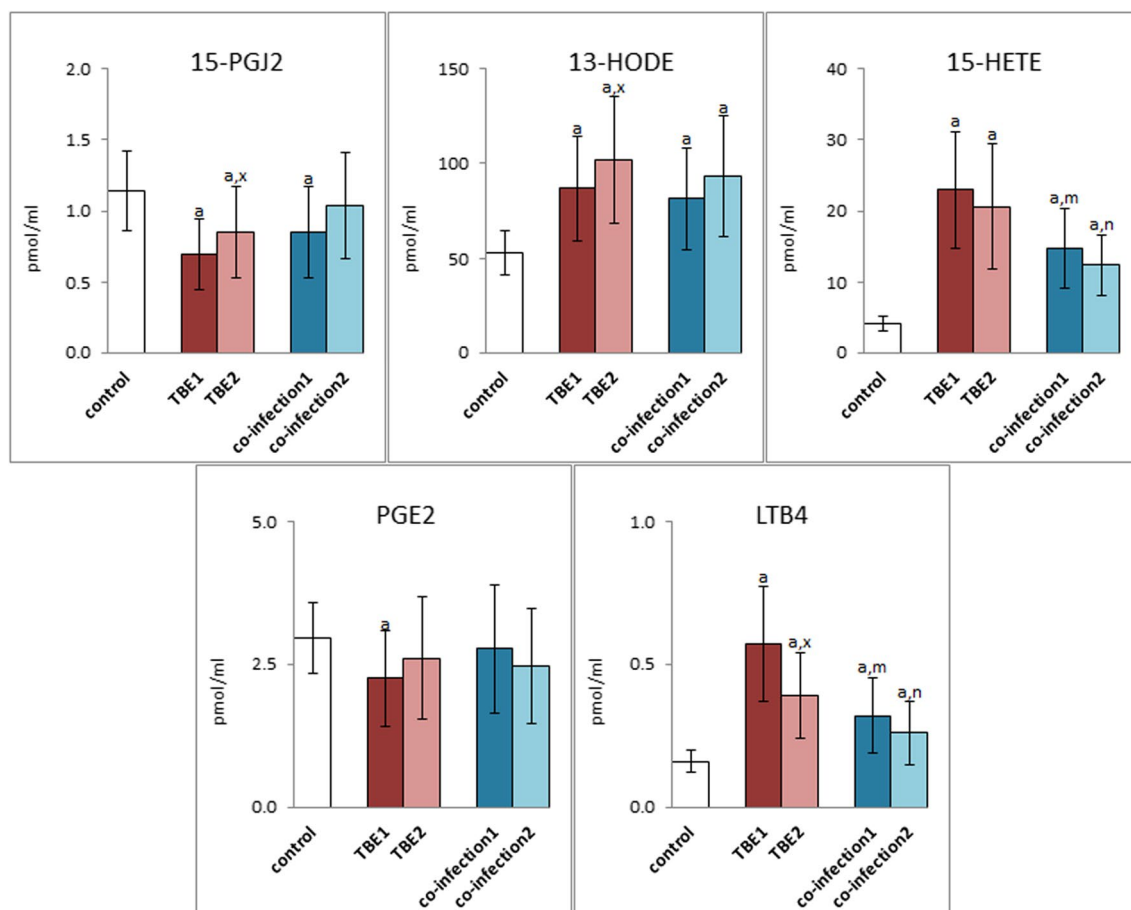 15-PGJ2
2.0
1.5
1.0
0.5
0.0
pmol/ml
a
a,x
a
control
TBE1
TBE2
co-infection1
co-infection2
13-HODE
150
100
50
0
pmol/ml
a
a,x
a
a
control
TBE1
TBE2
co-infection1
co-infection2
15-HETE
40
30
20
10
0
pmol/ml
a
a
a,m
a,n
control
TBE1
TBE2
co-infection1
co-infection2
PGE2
5.0
2.5
0.0
pmol/ml
a
control
TBE1
TBE2
co-infection1
co-infection2
LTB4
1.0
0.5
0.0
pmol/ml
a
a,x
a,m
a,n
control
TBE1
TBE2
co-infection1
co-infection2